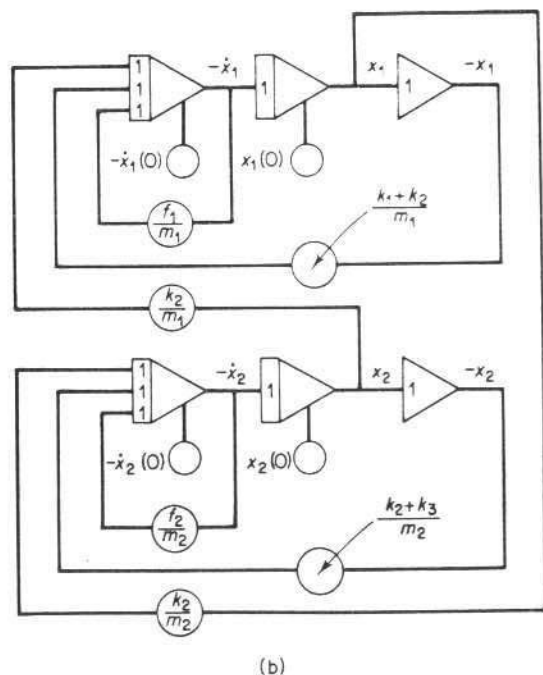 1
1
1
-ẋ₁
1
x₁
1
-x₁
-ẋ₁(0)
x₁(0)
f₁/m₁
(k₁+k₂)/m₁
k₂/m₁
1
1
1
-ẋ₂
1
x₂
1
-x₂
-ẋ₂(0)
x₂(0)
f₂/m₂
(k₂+k₃)/m₂
k₂/m₂
(b)